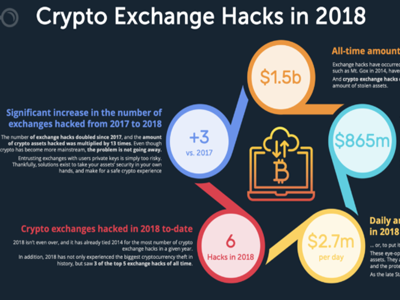 Crypto Exchange Hacks in 2018
All-time amou
Exchange hacks have occurre
such as Mt. Gox in 2014, have
And crypto exchange hacks
amount of stolen assets.
$1.5b
Significant increase in the number of
exchanges hacked from 2017 to 2018
The number of exchange hacks doubled since 2017, and the amount
of crypto assets hacked was multiplied by 13 times. Even though
crypto has become more mainstream, the problem is not going away.
Entrusting exchanges with users private keys is simply too risky.
Thankfully, solutions exist to take your assets' security in your own
hands, and make for a safe crypto experience
+3
vs. 2017
$865m
Crypto exchanges hacked in 2018 to-date
2018 isn't even over, and it has already tied 2014 for the most number of crypto
exchange hacks in a given year.
In addition, 2018 has not only experienced the biggest cryptocurrency theft in
history, but saw 3 of the top 5 exchange hacks of all time.
6
Hacks in 2018
$2.7m
per day
Daily a
in 2018
... or, to put i
These eye-op
assets. They
and the prote
As the late St